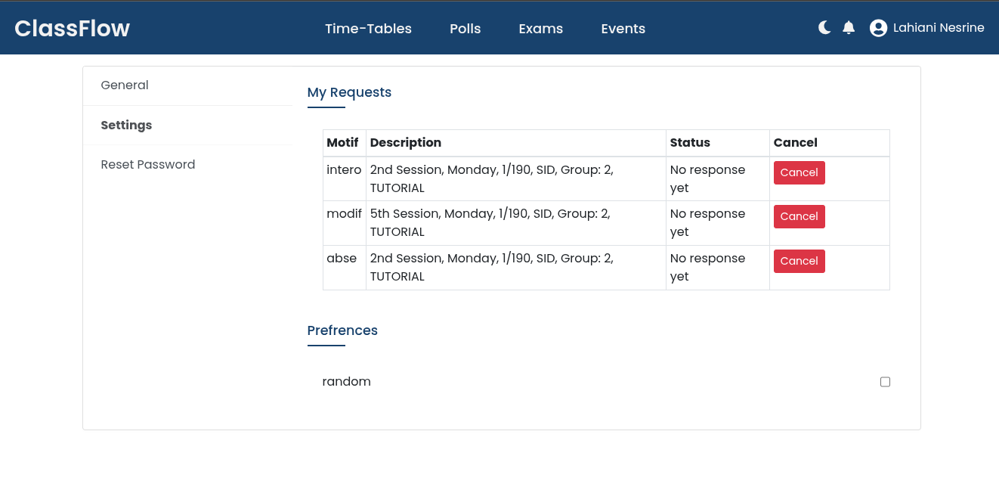 ClassFlow Time-Tables Polls Exams Events Lahiani Nesrine
General
Settings
Reset Password
My Requests
Motif Description Status Cancel
intero 2nd Session, Monday, 1/190, SID, Group: 2, No response Cancel
TUTORIAL yet
modif 5th Session, Monday, 1/190, SID, Group: 2, No response Cancel
TUTORIAL yet
abse 2nd Session, Monday, 1/190, SID, Group: 2, No response Cancel
TUTORIAL yet
Prefrences
random